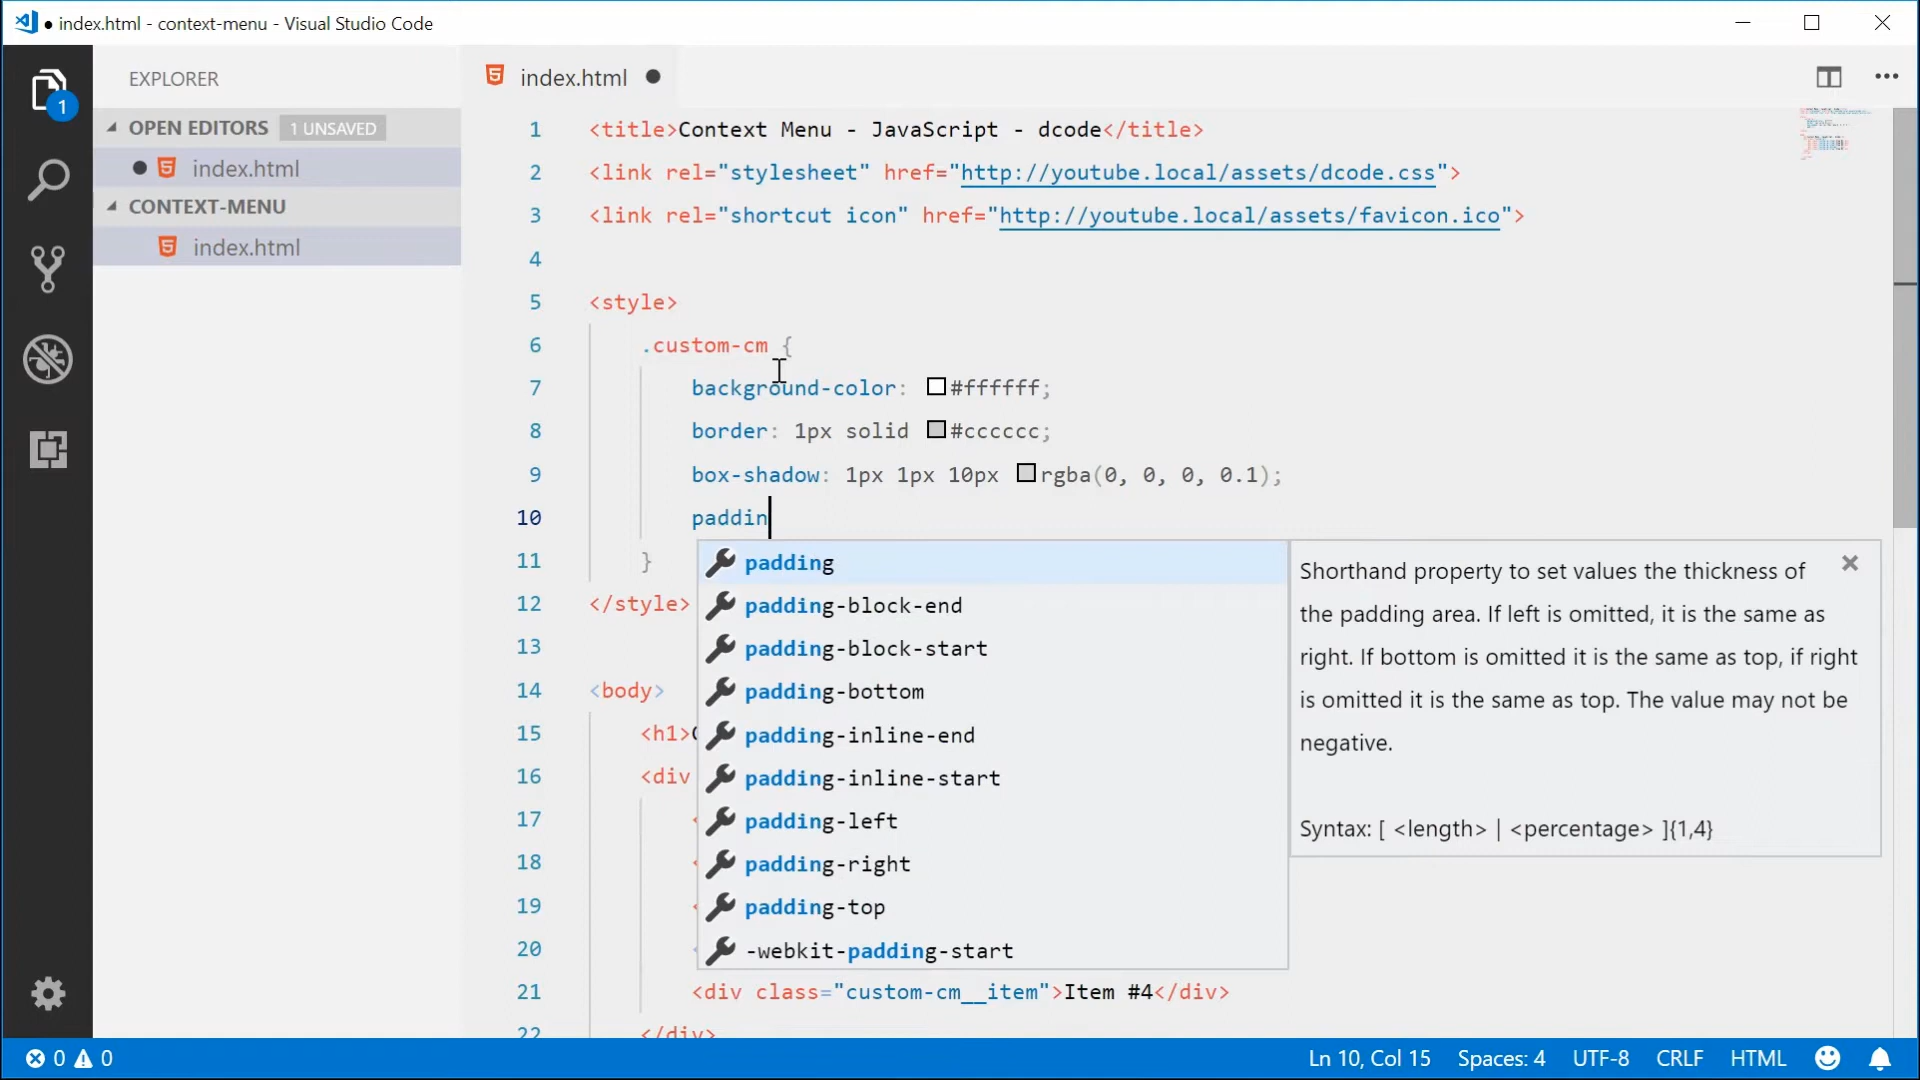 index.html - context-menu - Visual Studio Code
EXPLORER
1
OPEN EDITORS 1 UNSAVED
index.html
CONTEXT-MENU
index.html
index.html
1 <title>Context Menu - JavaScript - dcode</title>
2 <link rel="stylesheet" href="http://youtube.local/assets/dcode.css">
3 <link rel="shortcut icon" href="http://youtube.local/assets/favicon.ico">
4
5 <style>
6 .custom-cm {
7 background-color: #ffffff;
8 border: 1px solid #cccccc;
9 box-shadow: 1px 1px 10px rgba(0, 0, 0, 0.1);
10 paddin
11 }
12 </style>
13
14 <body>
15 <h1>
16 <div
17 <
18 <
19 <
20 <
21 <div class="custom-cm__item">Item #4</div>
22 </div>
padding
padding-block-end
padding-block-start
padding-bottom
padding-inline-end
padding-inline-start
padding-left
padding-right
padding-top
-webkit-padding-start
Shorthand property to set values the thickness of
the padding area. If left is omitted, it is the same as
right. If bottom is omitted it is the same as top, if right
is omitted it is the same as top. The value may not be
negative.
Syntax: [ <length> | <percentage> ]{1,4}
0 0 Ln 10, Col 15 Spaces: 4 UTF-8 CRLF HTML